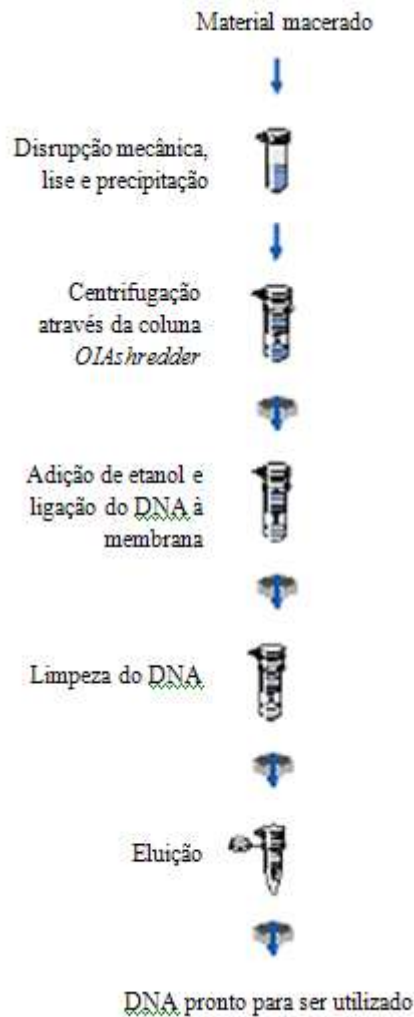 Material macerado
Disrupção mecânica,
lise e precipitação
Centrifugação
através da coluna
OIAshredder
Adição de etanol e
ligação do DNA à
membrana
Limpeza do DNA
Eluição
DNA pronto para ser utilizado